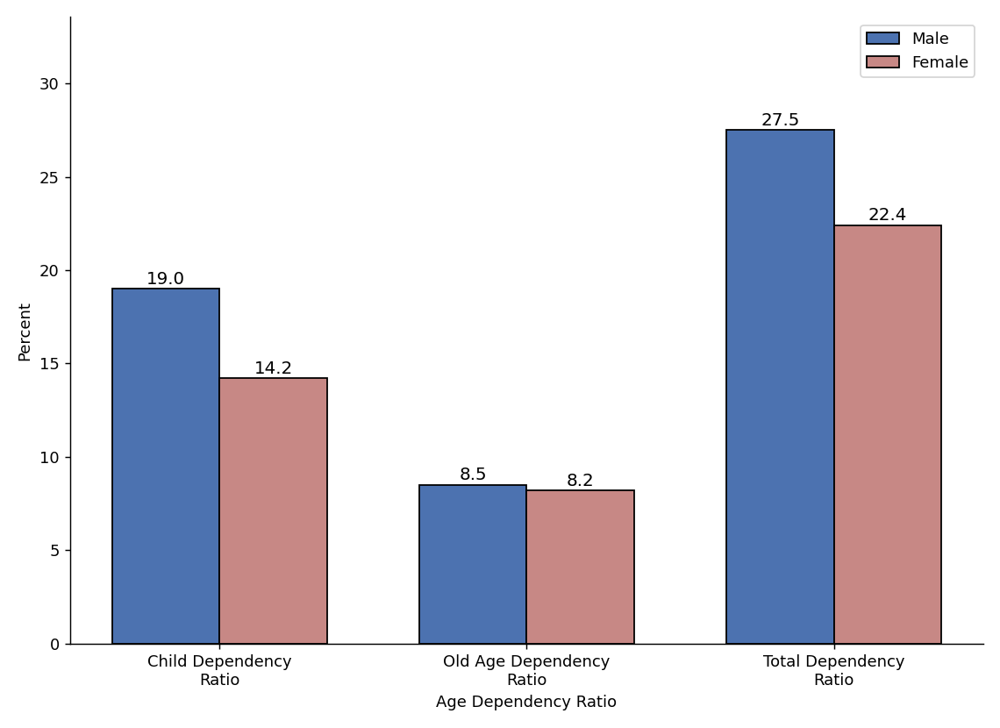 Male
Female
30
25
20
15
10
5
0
Percent
19.0
14.2
8.5
8.2
27.5
22.4
Child Dependency
Ratio
Old Age Dependency
Ratio
Total Dependency
Ratio
Age Dependency Ratio